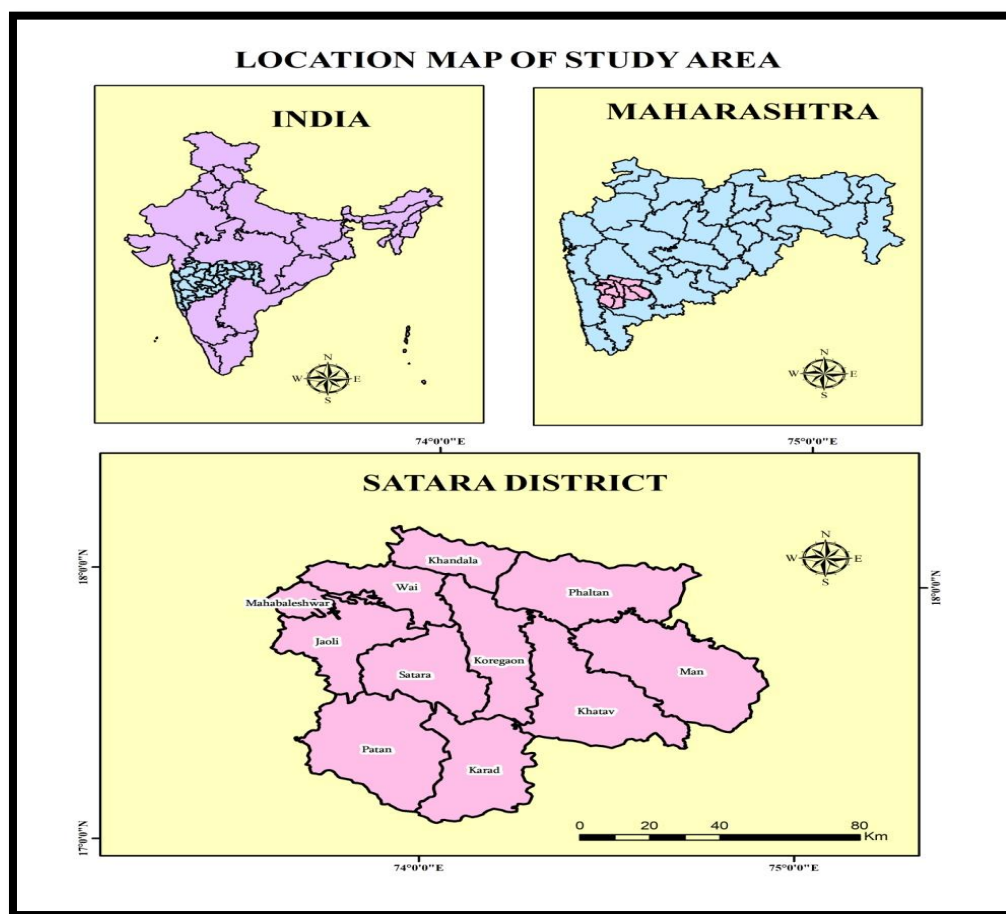 LOCATION MAP OF STUDY AREA
INDIA
N
W E
S
MAHARASHTRA
N
W E
S
74°0'0"E 75°0'0"E
SATARA DISTRICT
N
W E
S
18°0'0"N
18°0'0"N
Khandala
Wai
Phaltan
Mahabaleshwar
Jaoli
Koregaon
Satara
Man
Khatav
Patan
Karad
0 20 40 80
Km
17°0'0"N
74°0'0"E 75°0'0"E